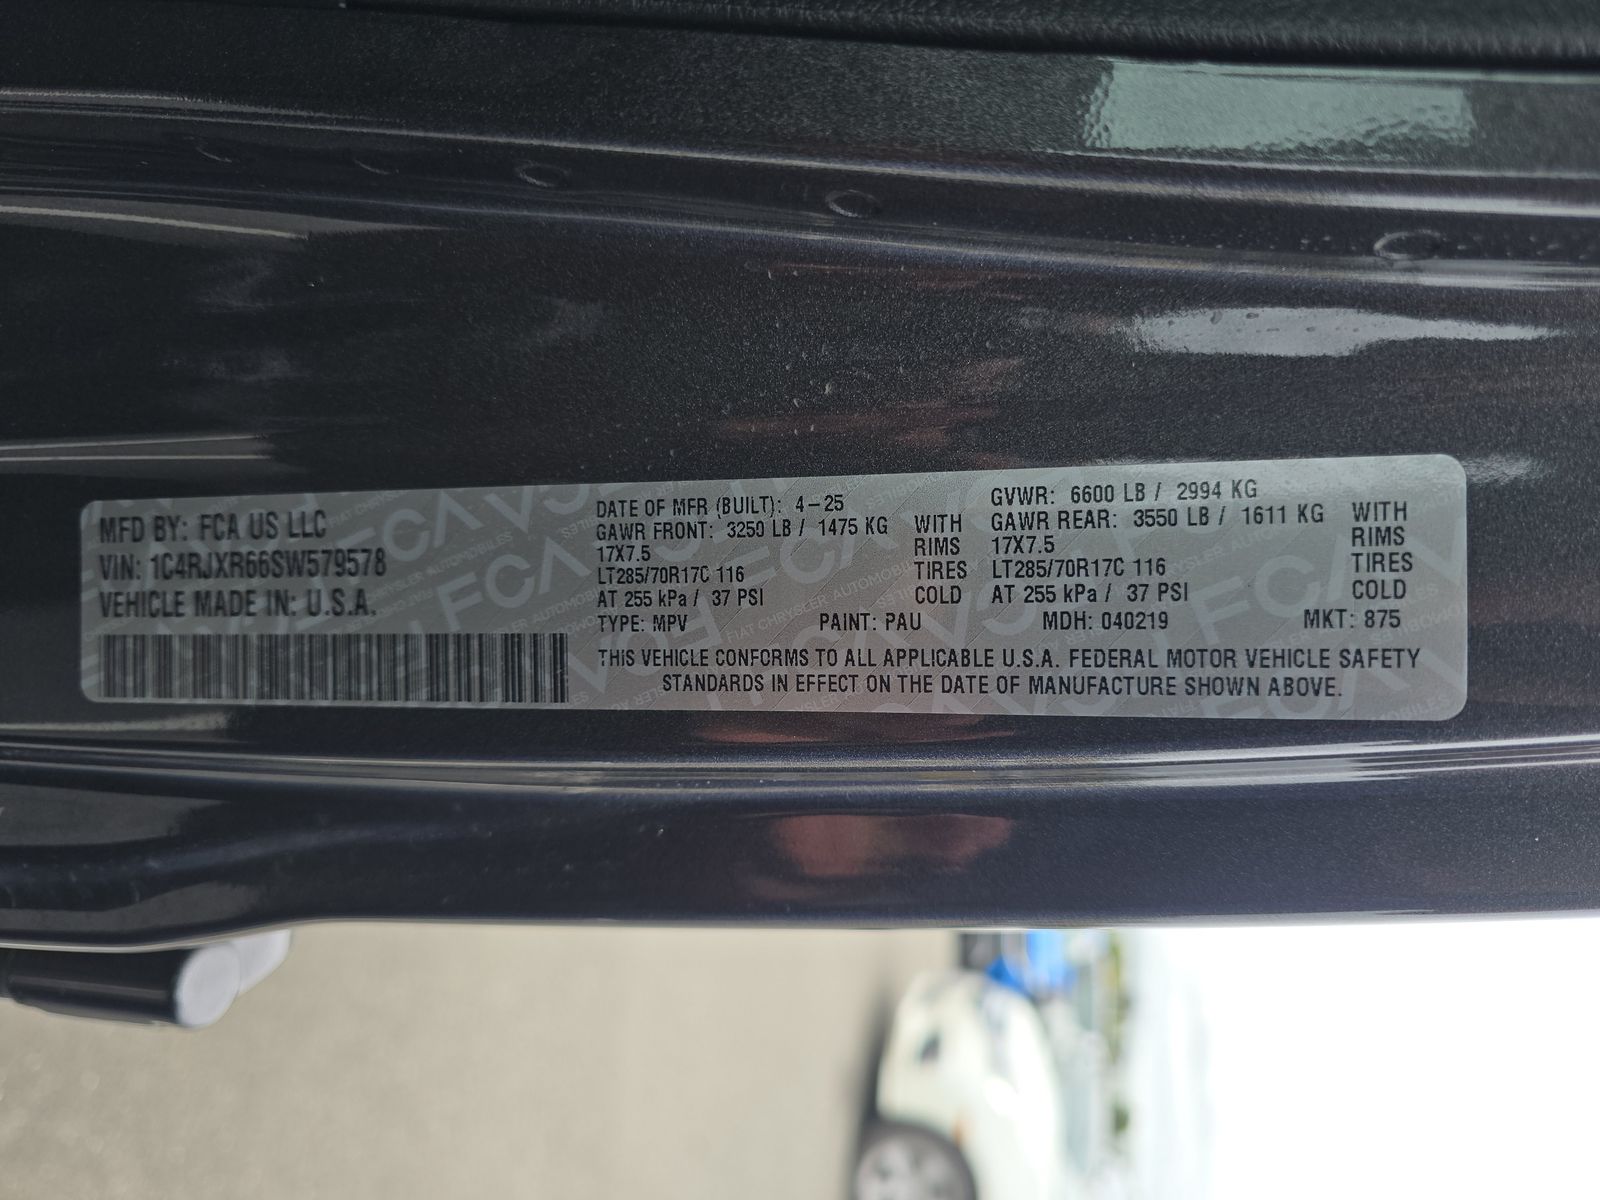 MFD BY: FCA US LLC
VIN: 1C4RJXR66SW579578
VEHICLE MADE IN: U.S.A.
DATE OF MFR (BUILT): 4-25
GAWR FRONT: 3250 LB / 1475 KG WITH
17X7.5 RIMS
LT285/70R17C 116 TIRES
AT 255 kPa / 37 PSI COLD
GVWR: 6600 LB / 2994 KG
GAWR REAR: 3550 LB / 1611 KG WITH
17X7.5 RIMS
LT285/70R17C 116 TIRES
AT 255 kPa / 37 PSI COLD
TYPE: MPV PAINT: PAU MDH: 040219 MKT: 875
THIS VEHICLE CONFORMS TO ALL APPLICABLE U.S.A. FEDERAL MOTOR VEHICLE SAFETY
STANDARDS IN EFFECT ON THE DATE OF MANUFACTURE SHOWN ABOVE.